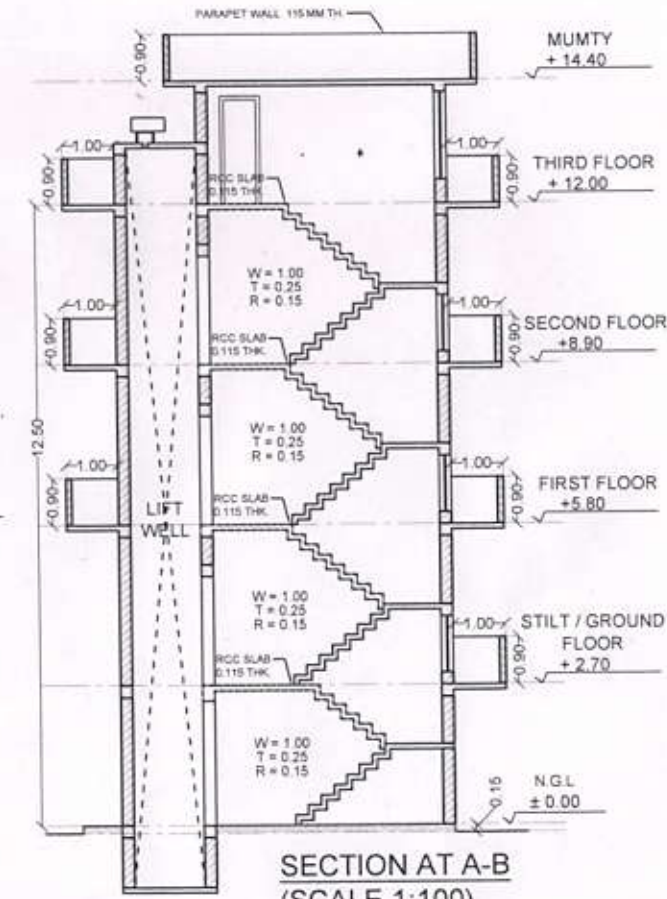 PARAPET WALL 115 MM TH.
0.90
MUMTY
+ 14.40
1.00
0.90
RCC SLAB
0.115 THK.
1.00
0.90
THIRD FLOOR
+ 12.00
W = 1.00
T = 0.25
R = 0.15
1.00
0.90
RCC SLAB
0.115 THK.
1.00
0.90
SECOND FLOOR
+8.90
12.50
W = 1.00
T = 0.25
R = 0.15
1.00
0.90
LIFT
WELL
RCC SLAB
0.115 THK.
1.00
0.90
FIRST FLOOR
+5.80
W = 1.00
T = 0.25
R = 0.15
RCC SLAB
0.115 THK.
1.00
0.90
STILT / GROUND
FLOOR
+ 2.70
W = 1.00
T = 0.25
R = 0.15
0.15
N.G.L
± 0.00
SECTION AT A-B
(SCALE 1:100)